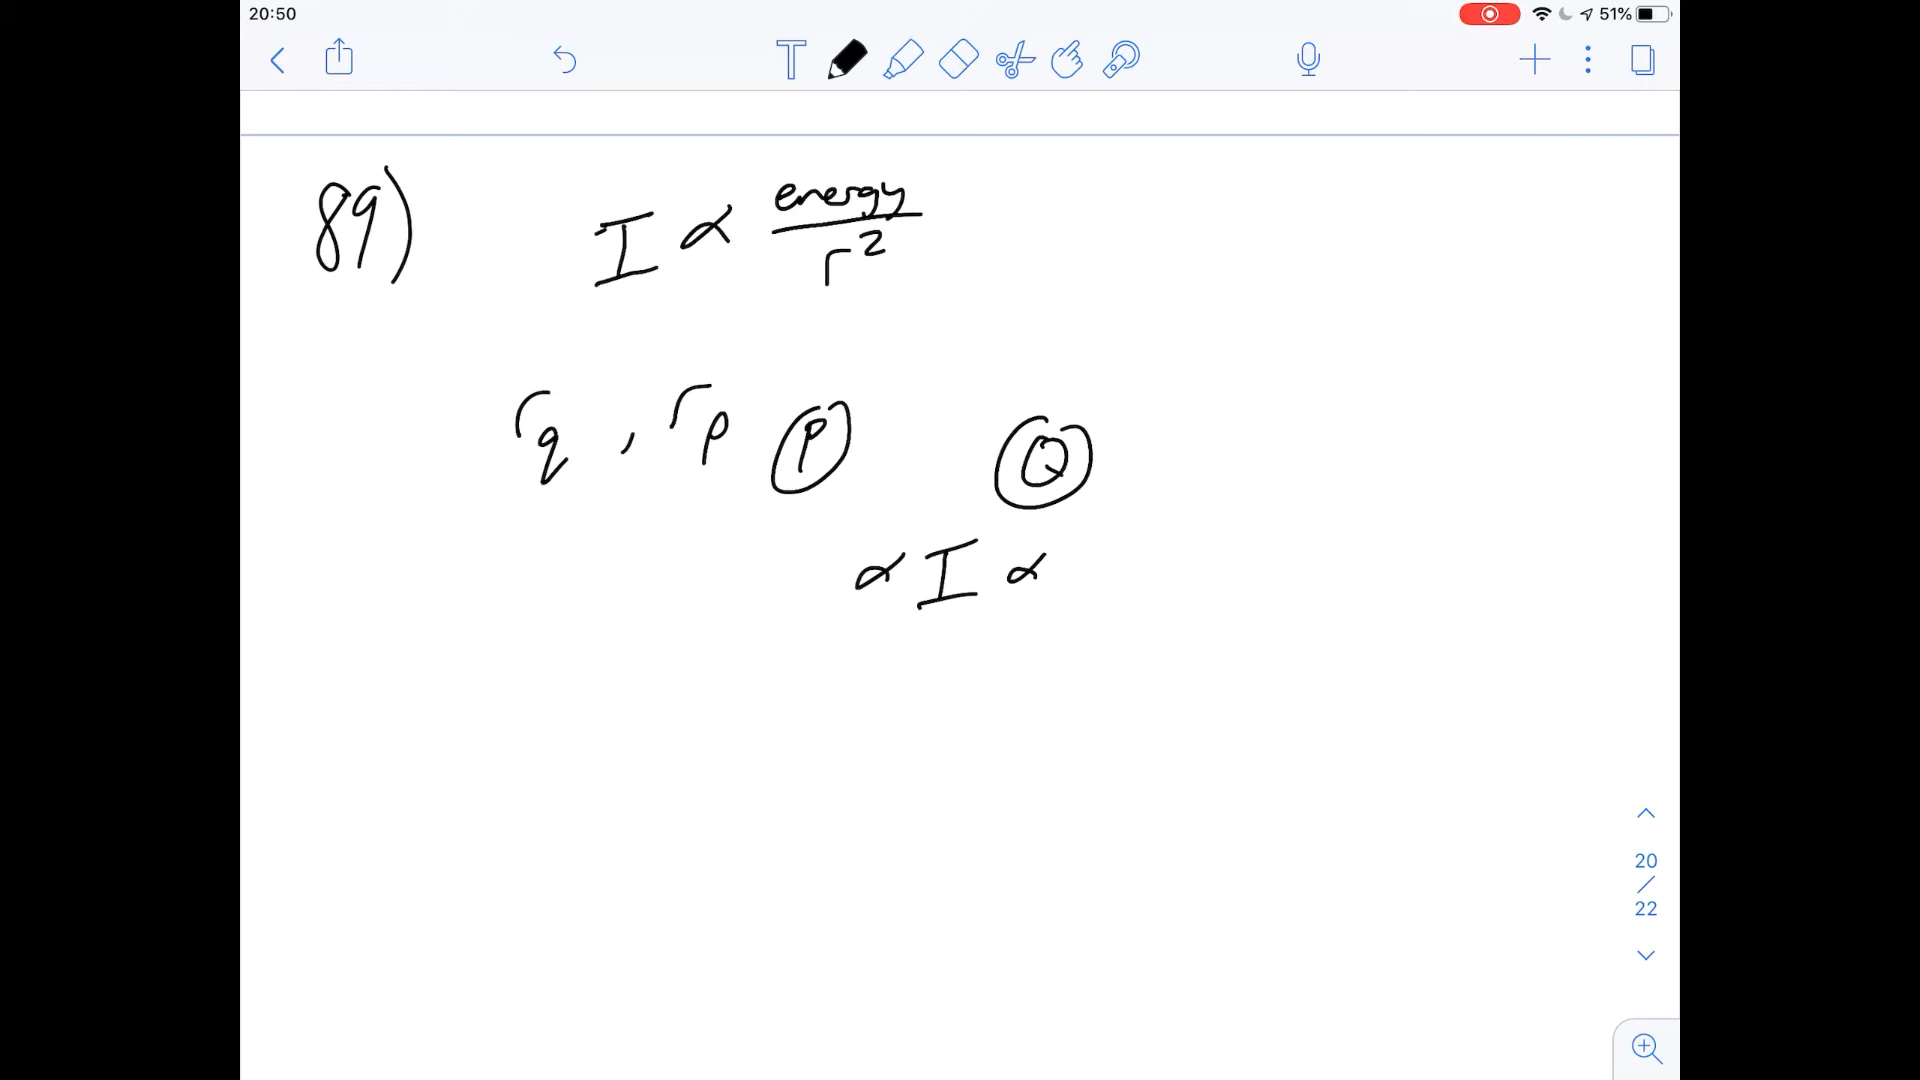 20:50
51%
T
89) I ∝ energy / r²
r_q , r_p P Q
∝ I ∝
20
/
22